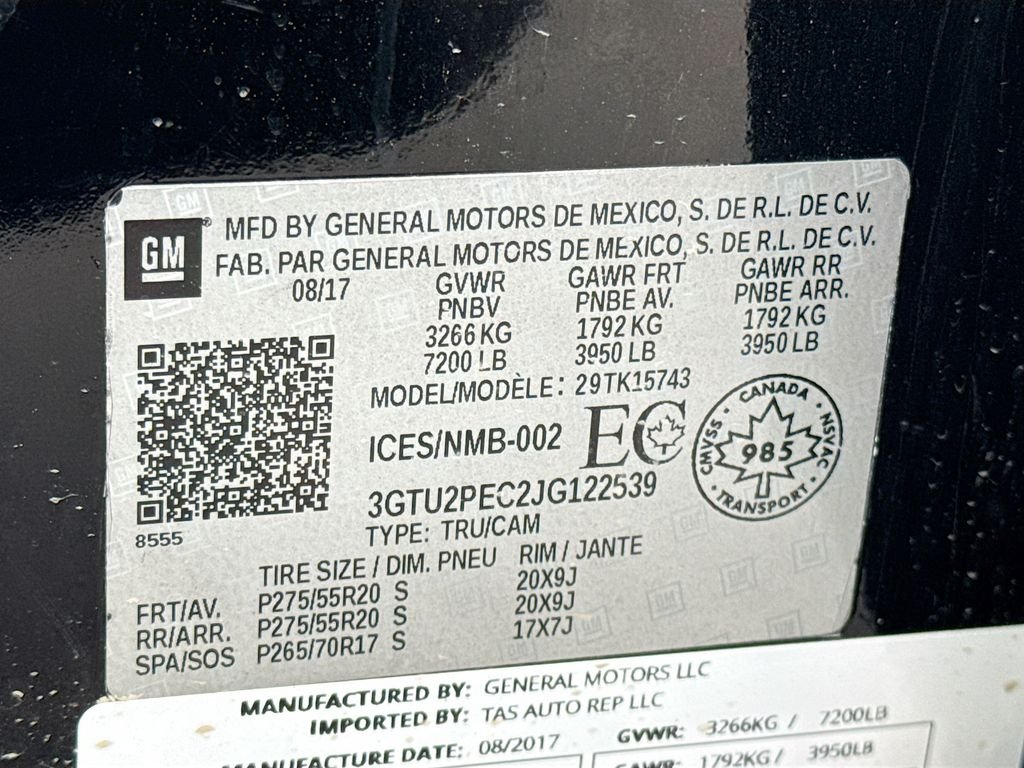 GM
MFD BY GENERAL MOTORS DE MEXICO, S. DE R.L. DE C.V.
FAB. PAR GENERAL MOTORS DE MEXICO, S. DE R.L. DE C.V.
08/17 GVWR GAWR FRT GAWR RR
PNBV PNBE AV. PNBE ARR.
3266 KG 1792 KG 1792 KG
7200 LB 3950 LB 3950 LB
MODEL/MODÈLE: 29TK15743
ICES/NMB-002 EC
CANADA · NSVAC · TRANSPORT · CMVSS ·
985
3GTU2PEC2JG122539
8555
TYPE: TRU/CAM
TIRE SIZE / DIM. PNEU RIM / JANTE
FRT/AV. P275/55R20 S 20X9J
RR/ARR. P275/55R20 S 20X9J
SPA/SOS P265/70R17 S 17X7J
MANUFACTURED BY: GENERAL MOTORS LLC
IMPORTED BY: TAS AUTO REP LLC
MANUFACTURE DATE: 08/2017
GVWR: 3266KG / 7200LB
GAWR: 1792KG / 3950LB